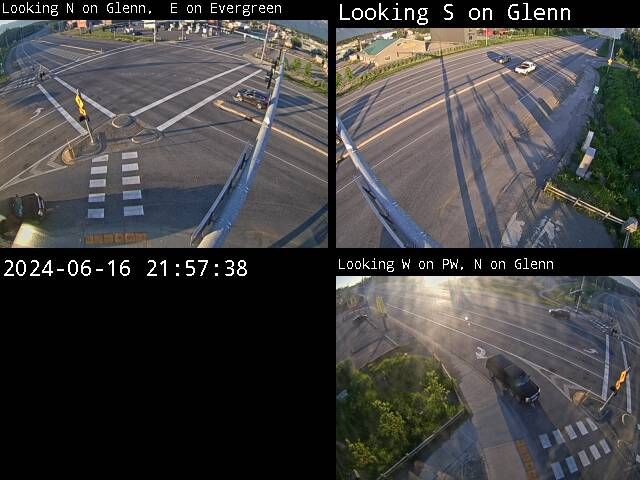 Looking N on Glenn,  E on Evergreen
Looking S on Glenn
2024-06-16 21:57:38
Looking W on PW, N on Glenn